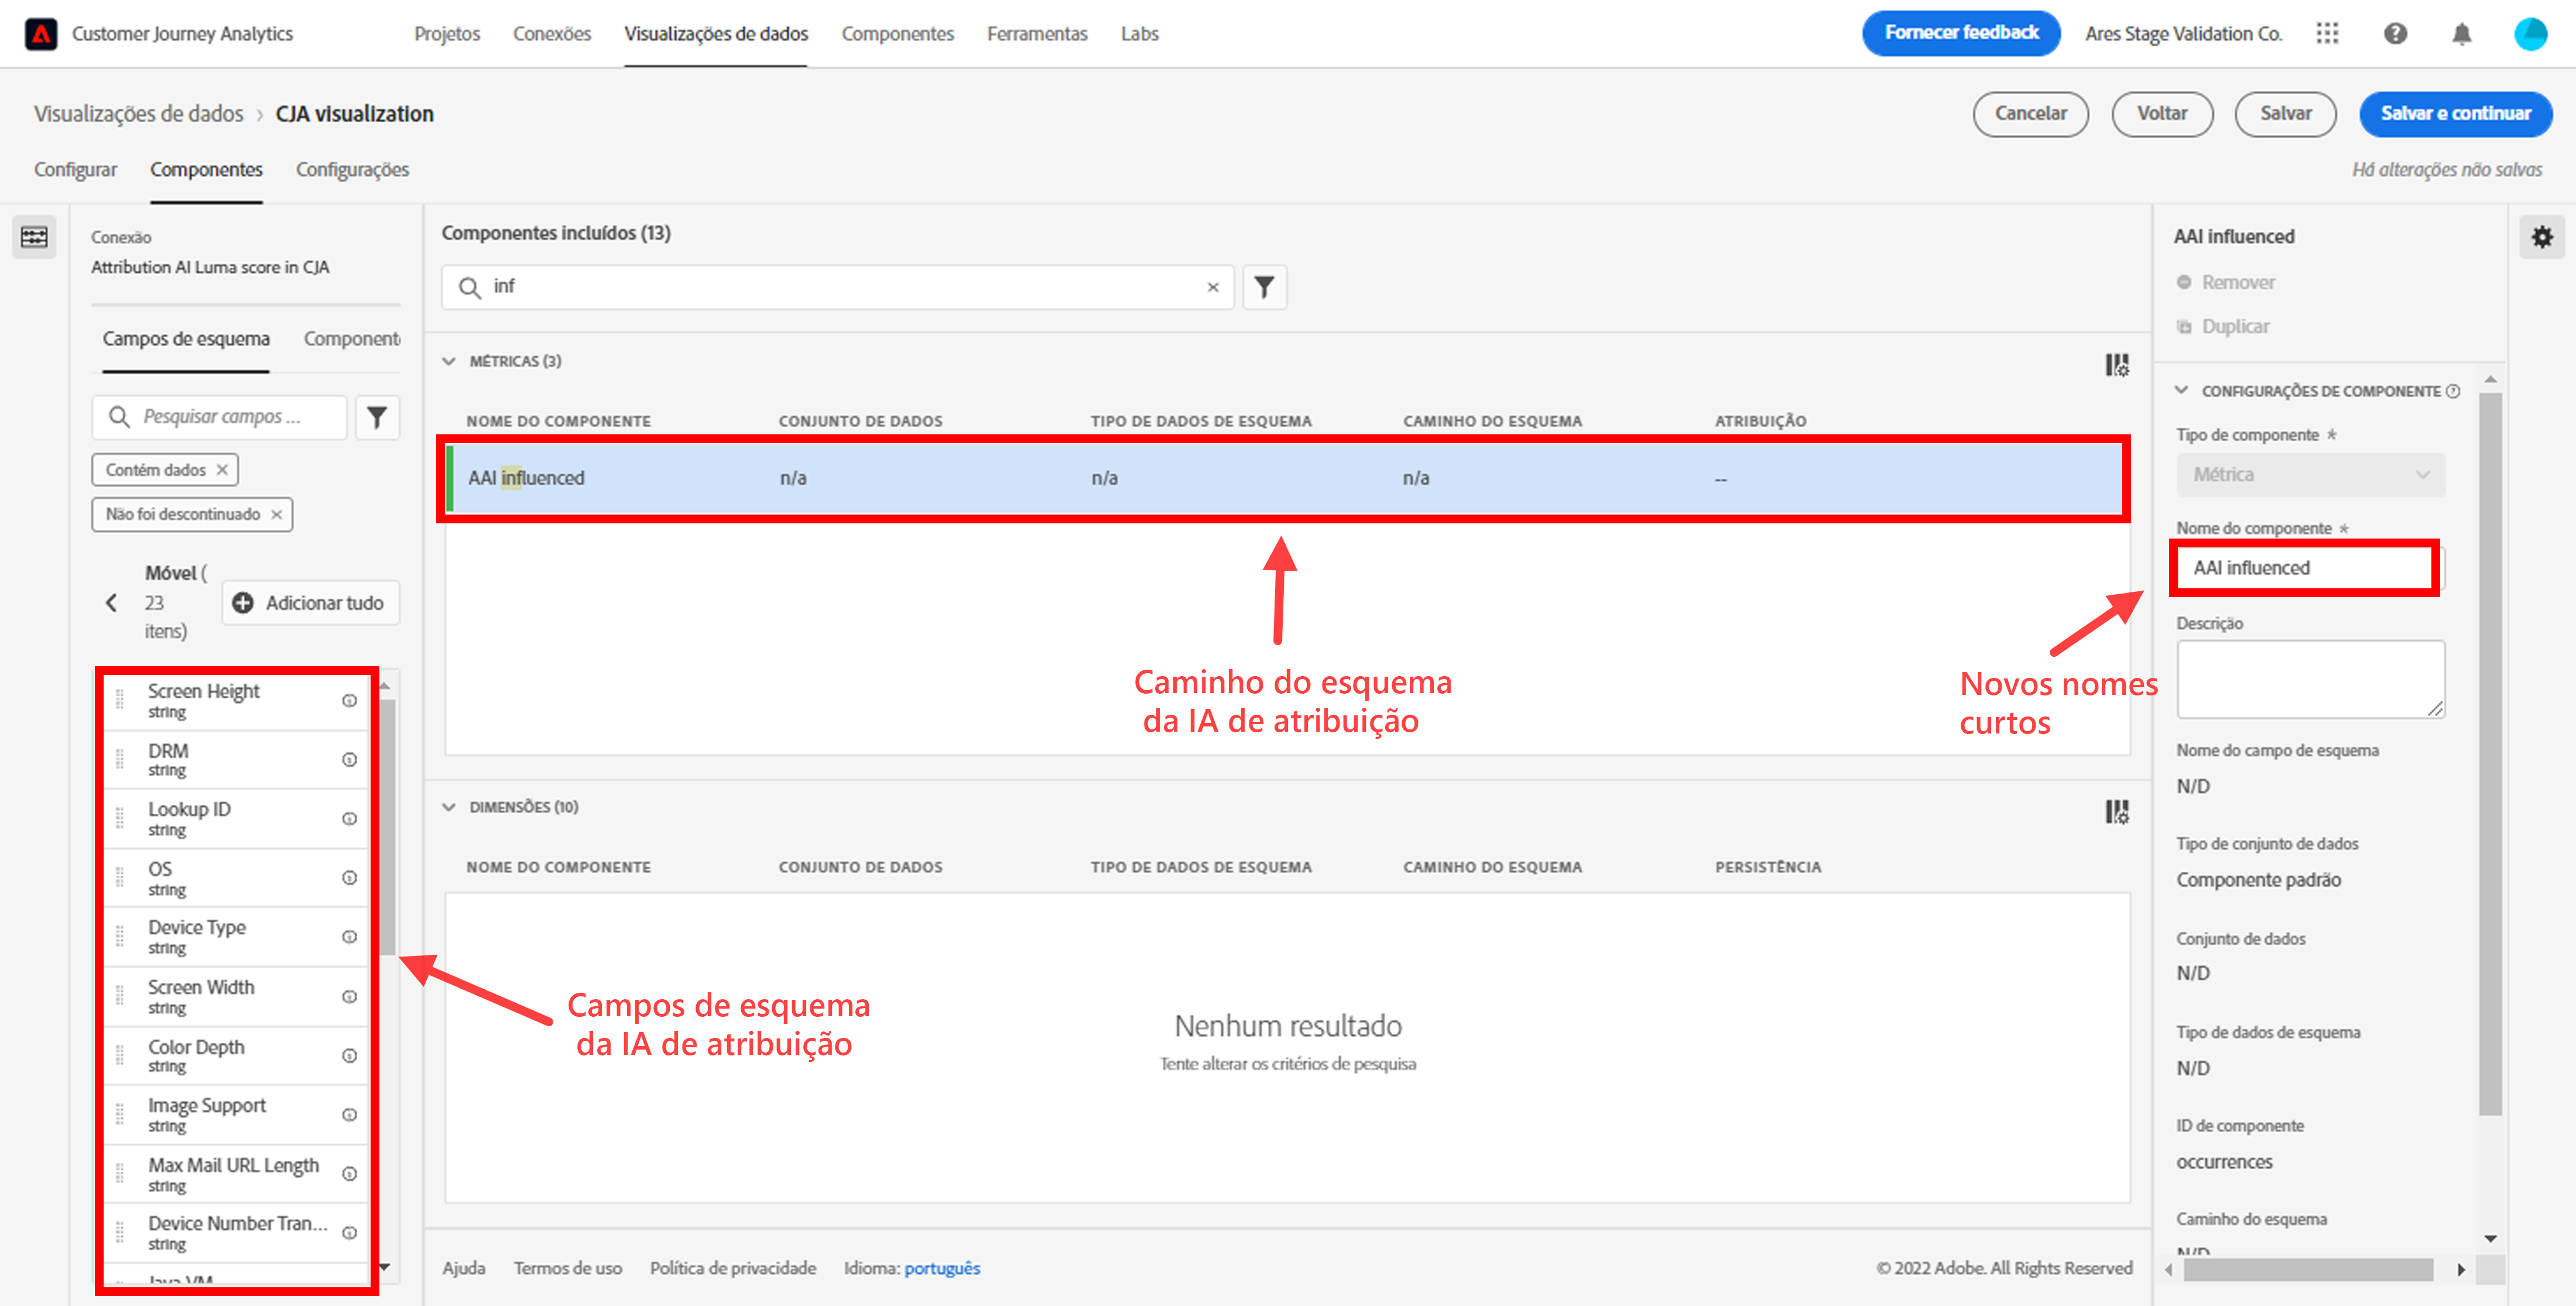 Customer Journey Analytics
Projetos
Conexões
Visualizações de dados
Componentes
Ferramentas
Labs
Fornecer feedback
Ares Stage Validation Co.
Visualizações de dados › CJA visualization
Cancelar
Voltar
Salvar
Salvar e continuar
Configurar
Componentes
Configurações
Há alterações não salvas
Conexão
Attribution AI Luma score in CJA
Campos de esquema
Component
Pesquisar campos ...
Contém dados ×
Não foi descontinuado ×
Móvel (
23
itens)
Adicionar tudo
Screen Height
string
DRM
string
Lookup ID
string
OS
string
Device Type
string
Screen Width
string
Color Depth
string
Image Support
string
Max Mail URL Length
string
Device Number Tran...
string
Java VM
Campos de esquema
da IA de atribuição
Componentes incluídos (13)
inf
MÉTRICAS (3)
NOME DO COMPONENTE
CONJUNTO DE DADOS
TIPO DE DADOS DE ESQUEMA
CAMINHO DO ESQUEMA
ATRIBUIÇÃO
AAI influenced
n/a
n/a
n/a
--
Caminho do esquema
da IA de atribuição
DIMENSÕES (10)
NOME DO COMPONENTE
CONJUNTO DE DADOS
TIPO DE DADOS DE ESQUEMA
CAMINHO DO ESQUEMA
PERSISTÊNCIA
Nenhum resultado
Tente alterar os critérios de pesquisa
AAI influenced
Remover
Duplicar
CONFIGURAÇÕES DE COMPONENTE
Tipo de componente *
Métrica
Nome do componente *
AAI influenced
Novos nomes
curtos
Descrição
Nome do campo de esquema
N/D
Tipo de conjunto de dados
Componente padrão
Conjunto de dados
N/D
Tipo de dados de esquema
N/D
ID de componente
occurrences
Caminho do esquema
N/D
Ajuda
Termos de uso
Política de privacidade
Idioma: português
© 2022 Adobe. All Rights Reserved